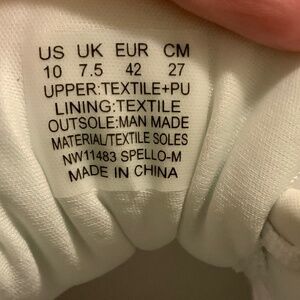 US UK EUR CM
10 7.5 42 27
UPPER:TEXTILE+PU
LINING:TEXTILE
OUTSOLE:MAN MADE
MATERIAL/TEXTILE SOLES
NW11483 SPELLO-M
MADE IN CHINA